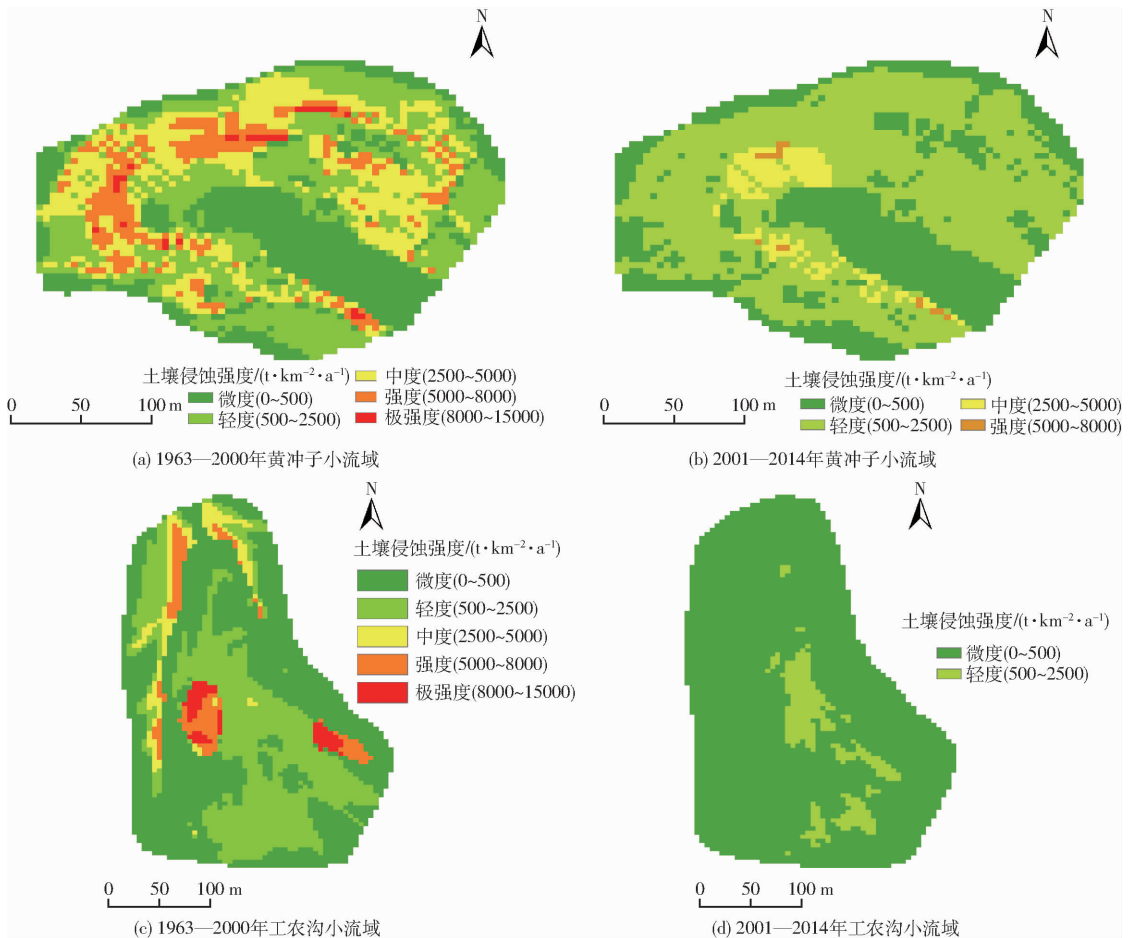 N
N
土壤侵蚀强度/(t·km⁻²·a⁻¹)
微度(0~500)
轻度(500~2500)
中度(2500~5000)
强度(5000~8000)
极强度(8000~15000)
0 50 100 m
(a) 1963—2000年黄冲子小流域
土壤侵蚀强度/(t·km⁻²·a⁻¹)
微度(0~500)
轻度(500~2500)
中度(2500~5000)
强度(5000~8000)
0 50 100 m
(b) 2001—2014年黄冲子小流域
N
土壤侵蚀强度/(t·km⁻²·a⁻¹)
微度(0~500)
轻度(500~2500)
中度(2500~5000)
强度(5000~8000)
极强度(8000~15000)
0 50 100 m
(c) 1963—2000年工农沟小流域
N
土壤侵蚀强度/(t·km⁻²·a⁻¹)
微度(0~500)
轻度(500~2500)
0 50 100 m
(d) 2001—2014年工农沟小流域